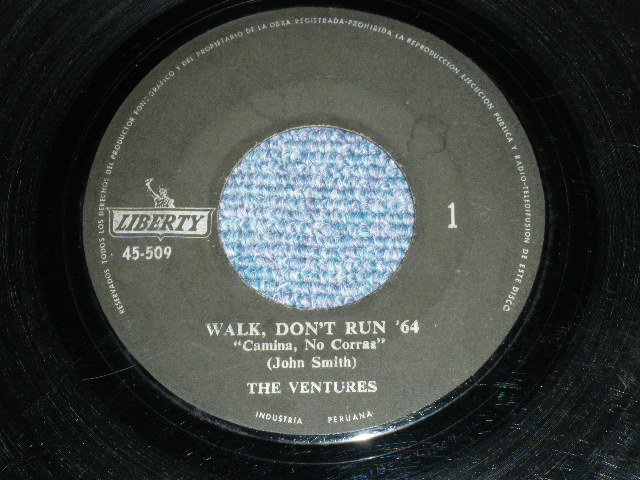 RESERVADOS TODOS LOS DERECHOS DEL PRODUCTOR FONOGRAFICO Y DEL PROPIETARIO DE LA OBRA REGISTRADA-PROHIBIDA LA REPRODUCCION EJECUCION PUBLICA Y RADIO-TELEDIFUSION DE ESTE DISCO
LIBERTY
45-509
1
WALK, DON'T RUN '64
"Camina, No Corras"
(John Smith)
THE VENTURES
INDUSTRIA PERUANA